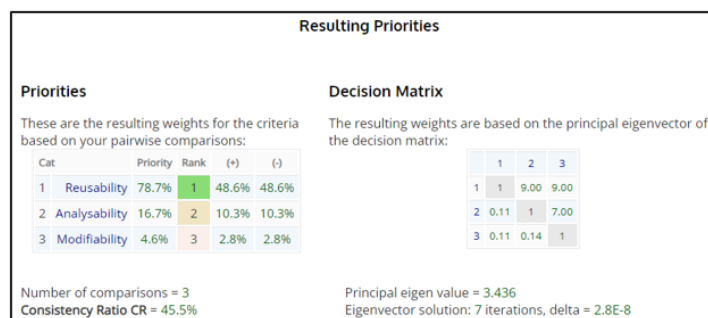 Resulting Priorities
Priorities
These are the resulting weights for the criteria
based on your pairwise comparisons:
Cat Priority Rank (+) (-)
1 Reusability 78.7% 1 48.6% 48.6%
2 Analysability 16.7% 2 10.3% 10.3%
3 Modifiability 4.6% 3 2.8% 2.8%
Number of comparisons = 3
Consistency Ratio CR = 45.5%
Decision Matrix
The resulting weights are based on the principal eigenvector of
the decision matrix:
1 2 3
1 1 9.00 9.00
2 0.11 1 7.00
3 0.11 0.14 1
Principal eigen value = 3.436
Eigenvector solution: 7 iterations, delta = 2.8E-8